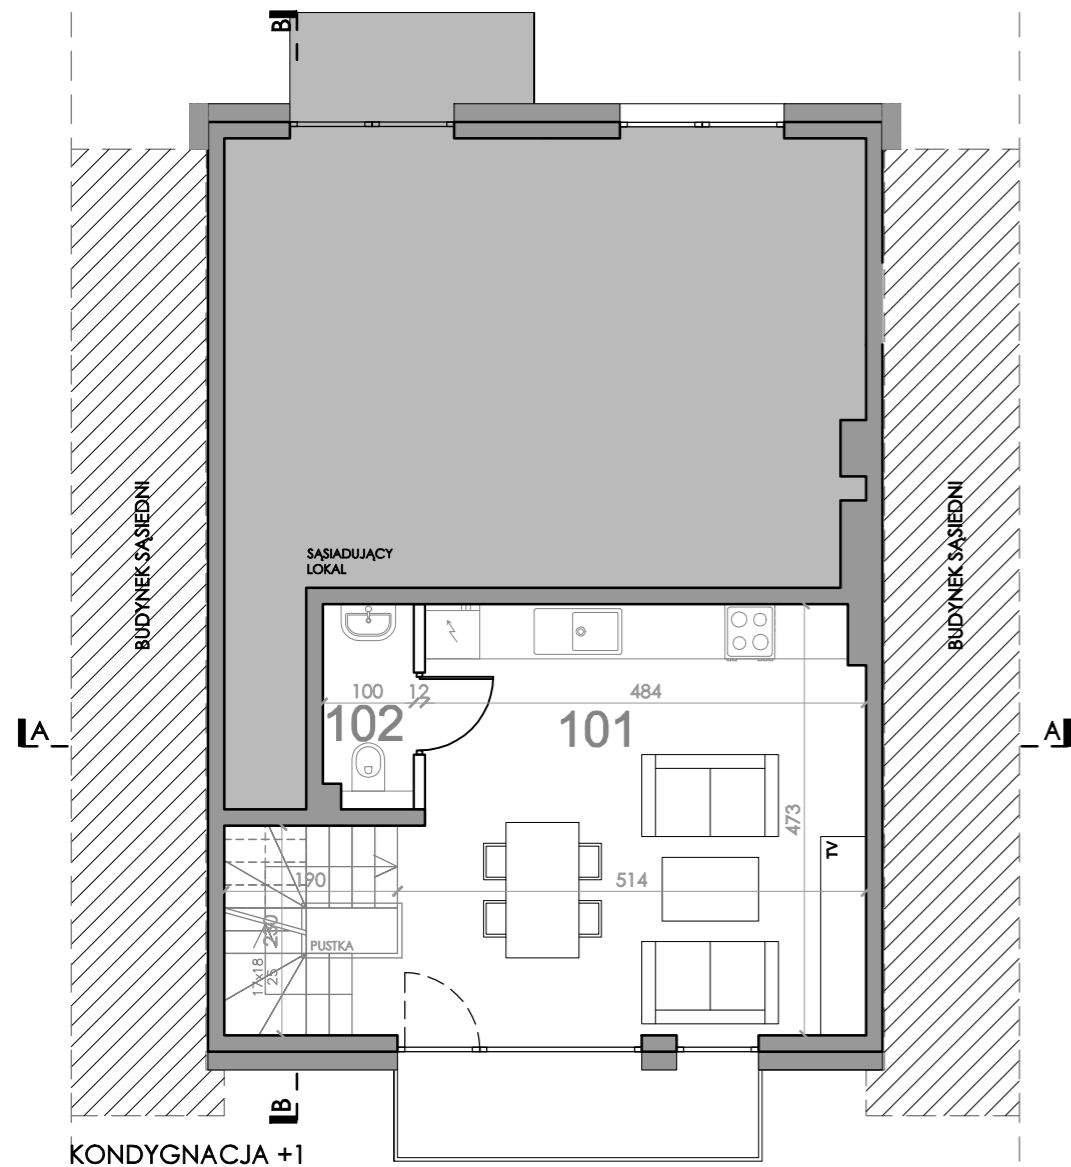 B
BUDYNEK SĄSIEDNI
SĄSIADUJĄCY
LOKAL
BUDYNEK SĄSIEDNI
100
12
484
102
101
A
A
473
TV
190
514
230
PUSTKA
17x18
25
B
KONDYGNACJA +1